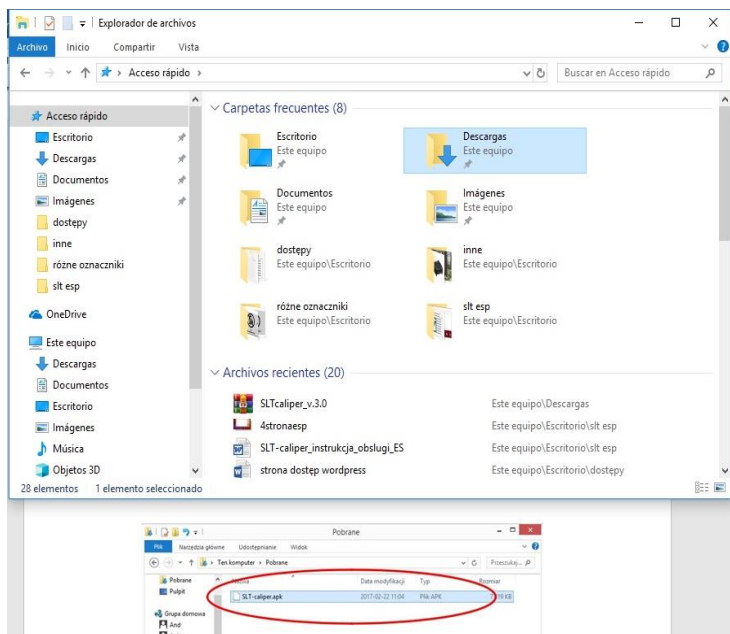 Explorador de archivos
Archivo Inicio Compartir Vista
Acceso rápido
Buscar en Acceso rápido
Acceso rápido
Escritorio
Descargas
Documentos
Imágenes
dostępy
inne
różne oznaczniki
slt esp
OneDrive
Este equipo
Descargas
Documentos
Escritorio
Imágenes
Música
Objetos 3D
Carpetas frecuentes (8)
Escritorio
Este equipo
Descargas
Este equipo
Documentos
Este equipo
Imágenes
Este equipo
dostępy
Este equipo\Escritorio
inne
Este equipo\Escritorio
różne oznaczniki
Este equipo\Escritorio
slt esp
Este equipo\Escritorio
Archivos recientes (20)
SLTcaliper_v.3.0 Este equipo\Descargas
4stronaesp Este equipo\Escritorio\slt esp
SLT-caliper_instrukcja_obslugi_ES Este equipo\Escritorio\slt esp
strona dostęp wordpress Este equipo\Escritorio\dostępy
28 elementos 1 elemento seleccionado
Pobrane
Plik Narzędzia główne Udostępnianie Widok
Ten komputer Pobrane
Przeszukaj...
Pobrane
Pulpit
Grupa domowa
And
Nazwa Data modyfikacji Typ Rozmiar
SLT-caliper.apk 2017-02-22 11:04 Plik APK